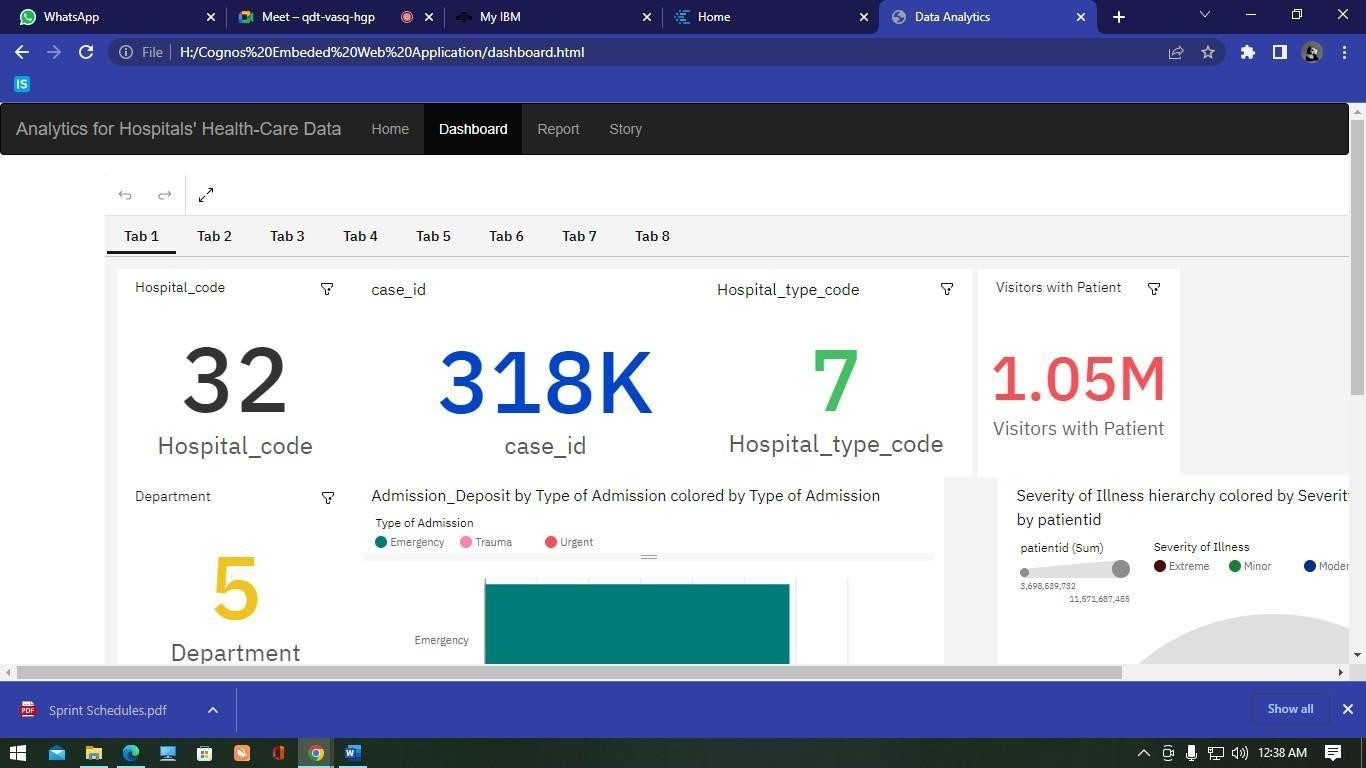 WhatsApp
Meet – qdt-vasq-hgp
My IBM
Home
Data Analytics
File | H:/Cognos%20Embeded%20Web%20Application/dashboard.html
IS
Analytics for Hospitals' Health-Care Data Home Dashboard Report Story
Tab 1 Tab 2 Tab 3 Tab 4 Tab 5 Tab 6 Tab 7 Tab 8
Hospital_code
32
Hospital_code
case_id
318K
case_id
Hospital_type_code
7
Hospital_type_code
Visitors with Patient
1.05M
Visitors with Patient
Department
5
Department
Admission_Deposit by Type of Admission colored by Type of Admission
Type of Admission
Emergency Trauma Urgent
Emergency
Severity of Illness hierarchy colored by Severit
by patientid
patientid (Sum)
11,571,687,485
Severity of Illness
Extreme Minor Moder
PDF
Sprint Schedules.pdf
Show all
12:38 AM